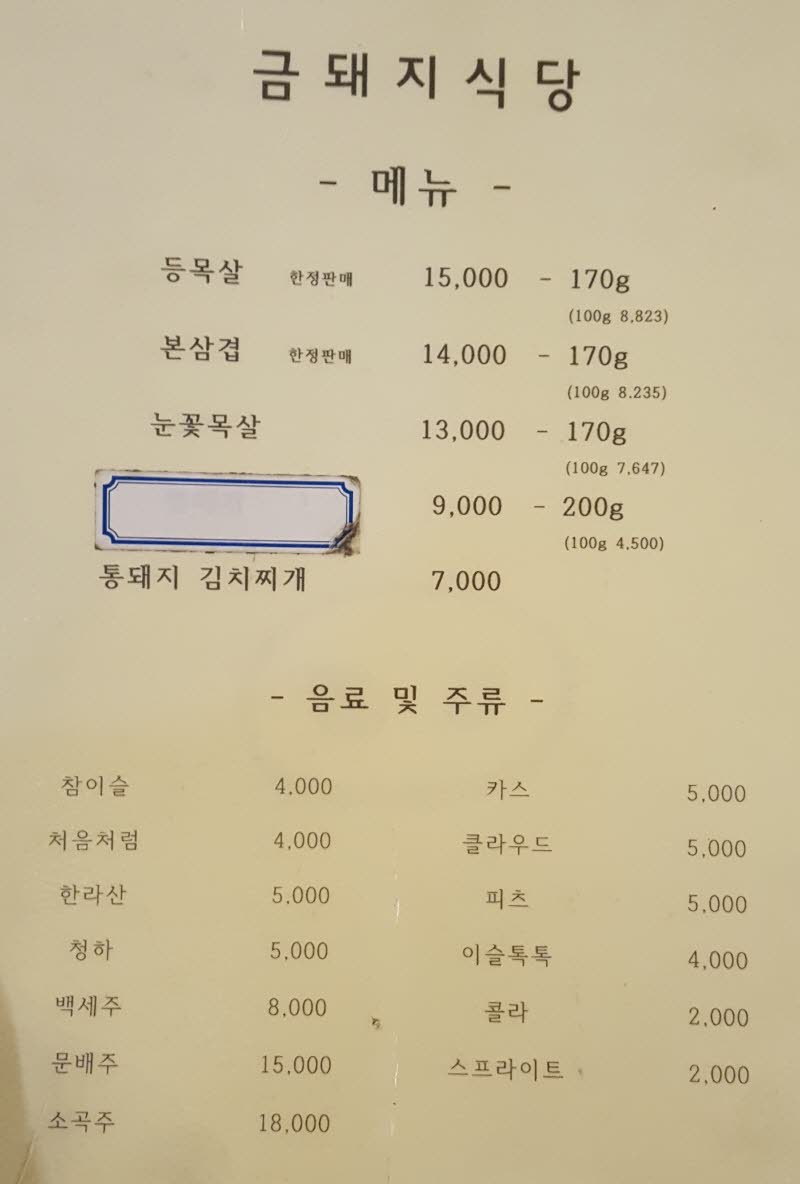 금돼지식당
- 메뉴 -
등목살 한정판매 15,000 - 170g
(100g 8,823)
본삼겹 한정판매 14,000 - 170g
(100g 8.235)
눈꽃목살 13,000 - 170g
(100g 7,647)
9,000 - 200g
(100g 4,500)
통돼지 김치찌개 7,000
- 음료 및 주류 -
참이슬 4,000 카스 5,000
처음처럼 4,000 클라우드 5,000
한라산 5.000 피츠 5,000
청하 5,000 이슬톡톡 4,000
백세주 8,000 콜라 2,000
문배주 15,000 스프라이트 2,000
소곡주 18,000